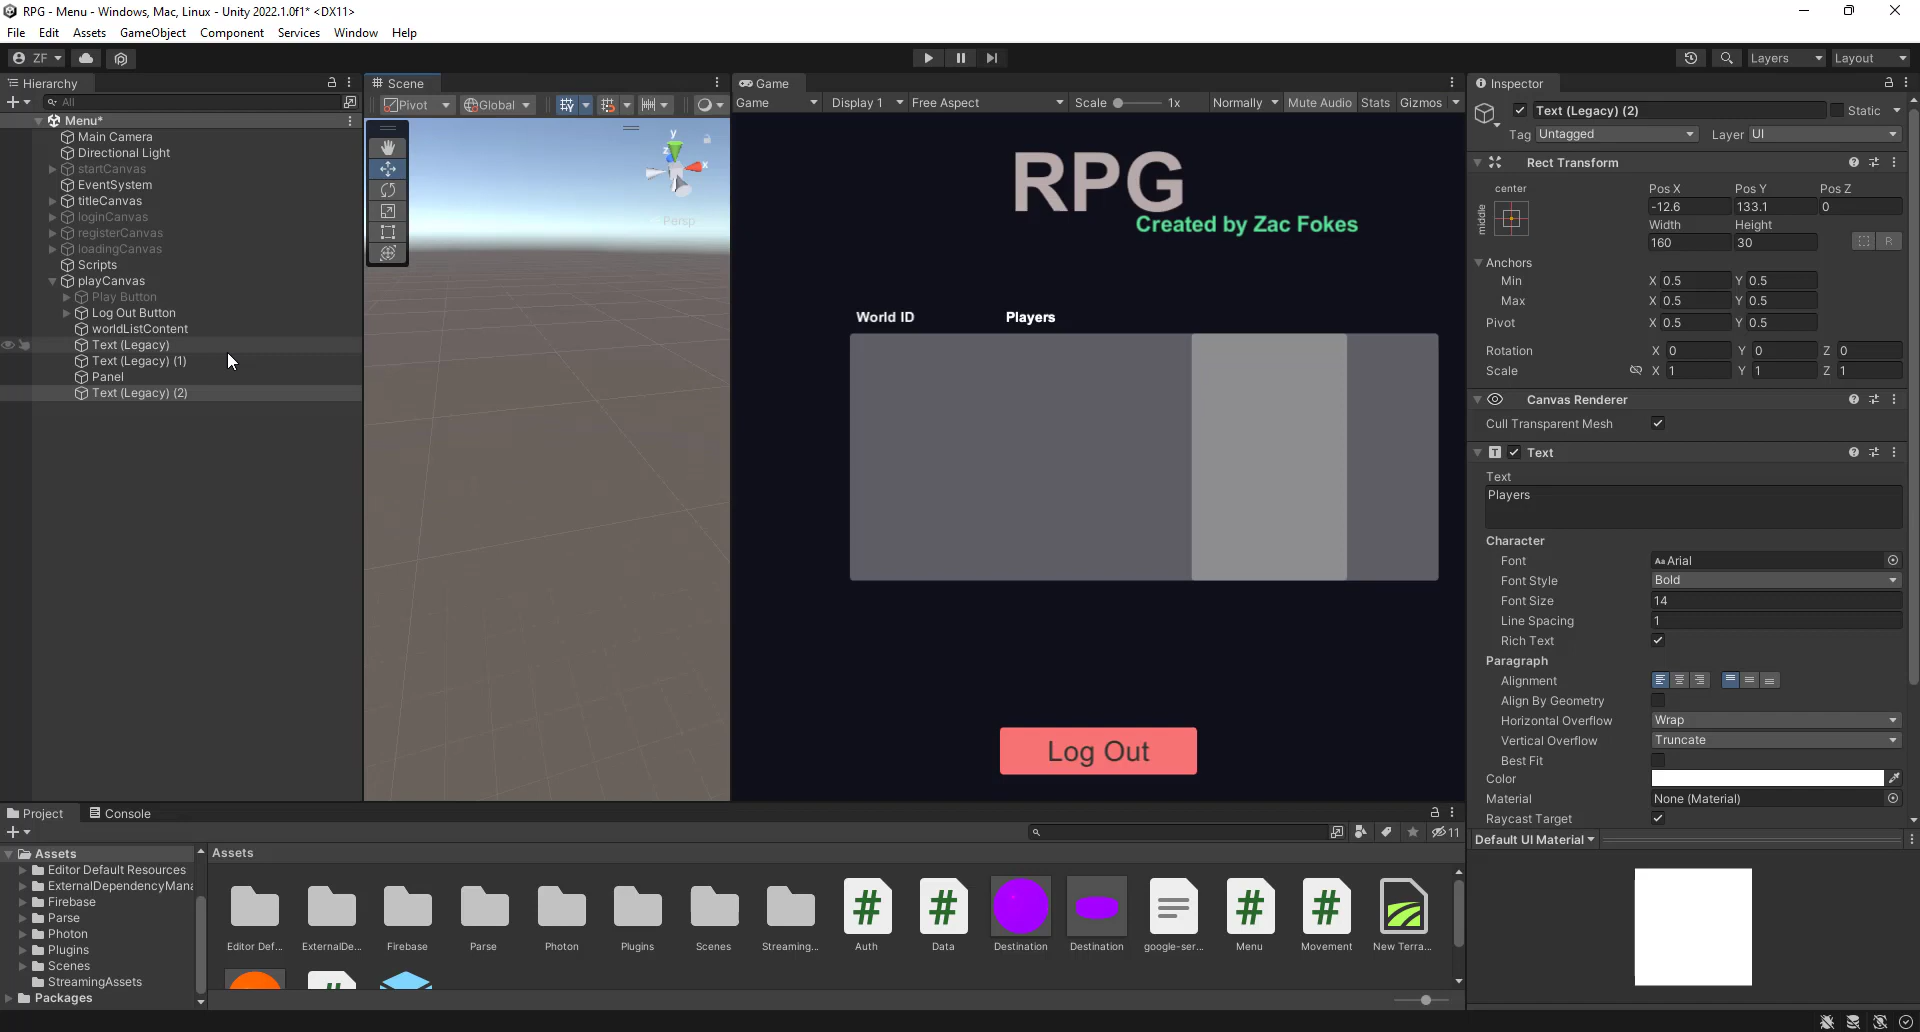 RPG - Menu - Windows, Mac, Linux - Unity 2022.1.0f1* <DX11>
File Edit Assets GameObject Component Services Window Help
ZF Layers Layout
Hierarchy Scene Game Inspector
All Pivot Global Game Display 1 Free Aspect Scale 1x Normally Mute Audio Stats Gizmos
Text (Legacy) (2) Static
Tag Untagged Layer UI
Menu*
Main Camera
Directional Light
startCanvas
EventSystem
titleCanvas
loginCanvas
registerCanvas
loadingCanvas
Scripts
playCanvas
Play Button
Log Out Button
worldListContent
Text (Legacy)
Text (Legacy) (1)
Panel
Text (Legacy) (2)
y
z
x
Persp
RPG
Created by Zac Fokes
World ID Players
Log Out
Rect Transform
center Pos X Pos Y Pos Z
middle -12.6 133.1 0
Width Height
160 30
R
Anchors
Min X 0.5 Y 0.5
Max X 0.5 Y 0.5
Pivot X 0.5 Y 0.5
Rotation X 0 Y 0 Z 0
Scale X 1 Y 1 Z 1
Canvas Renderer
Cull Transparent Mesh
T Text
Text
Players
Character
Font Aa Arial
Font Style Bold
Font Size 14
Line Spacing 1
Rich Text
Paragraph
Alignment
Align By Geometry
Horizontal Overflow Wrap
Vertical Overflow Truncate
Best Fit
Color
Material None (Material)
Raycast Target
Default UI Material
Project Console
11
Assets
Editor Default Resources
ExternalDependencyMana
Firebase
Parse
Photon
Plugins
Scenes
StreamingAssets
Packages
Assets
Editor Def... ExternalDe... Firebase Parse Photon Plugins Scenes Streaming... Auth Data Destination Destination google-ser... Menu Movement New Terra...